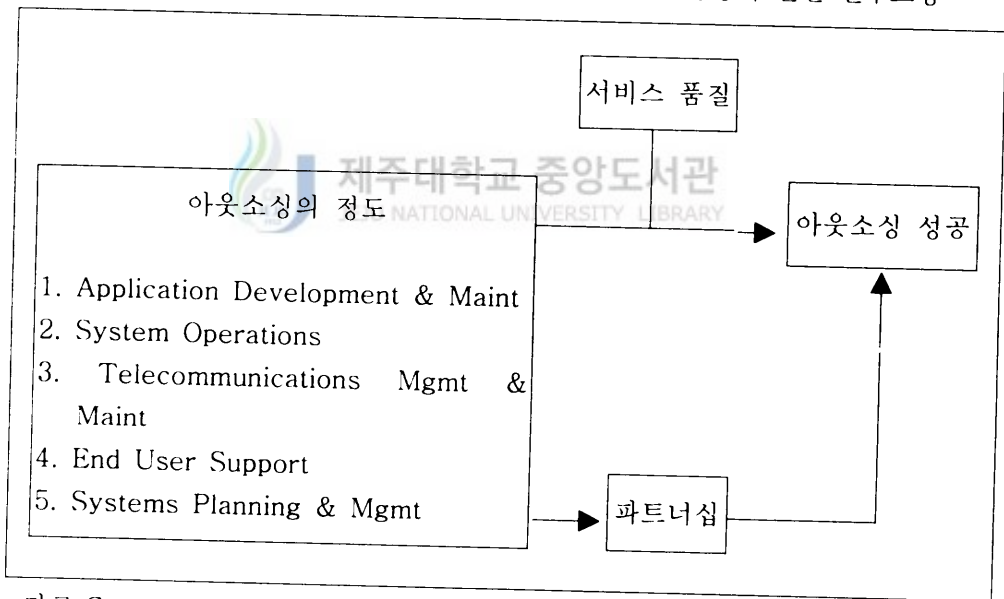 서비스 품질
제주대학교 중앙도서관
NATIONAL UNIVERSITY LIBRARY
아웃소싱의 정도
아웃소싱 성공
1. Application Development & Maint
2. System Operations
3. Telecommunications Mgmt &
Maint
4. End User Support
5. Systems Planning & Mgmt
파트너십